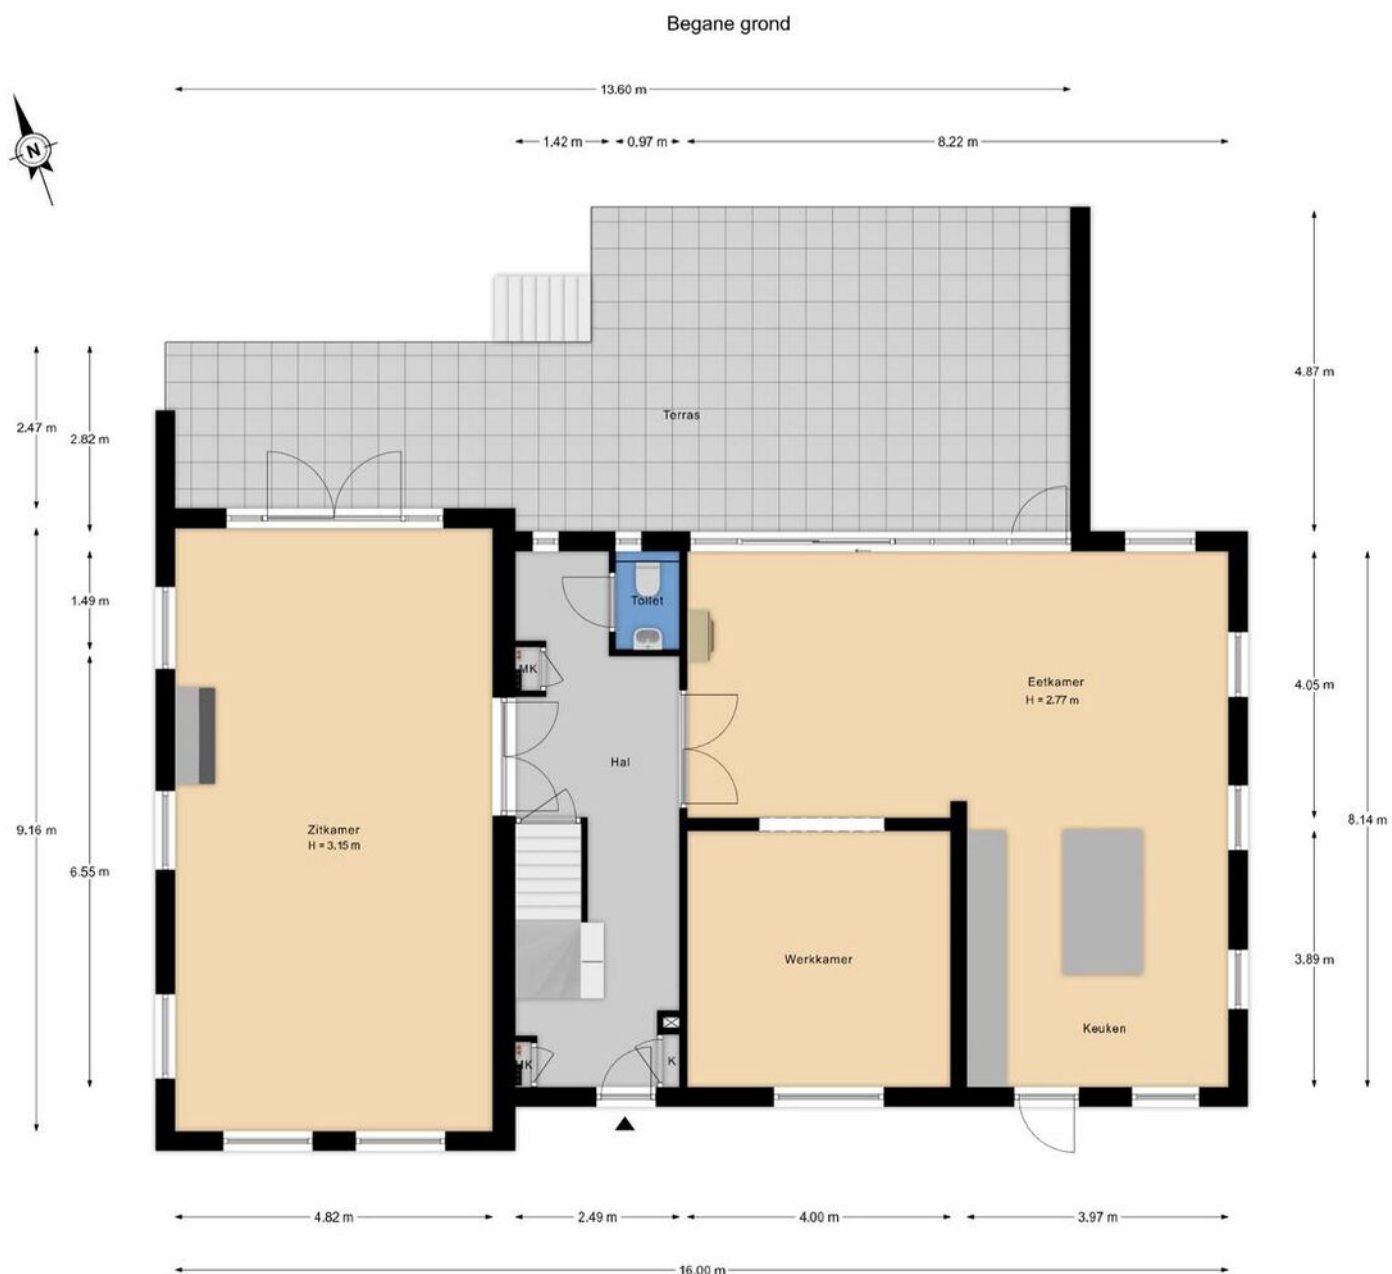 Begane grond
13.60 m
N
1.42 m
0.97 m
8.22 m
4.87 m
2.47 m
2.82 m
Terras
1.49 m
Toilet
MK
Eetkamer
H = 2.77 m
4.05 m
Hal
Zitkamer
H = 3.15 m
9.16 m
6.55 m
8.14 m
Werkkamer
3.89 m
Keuken
MK
K
4.82 m
2.49 m
4.00 m
3.97 m
16.00 m